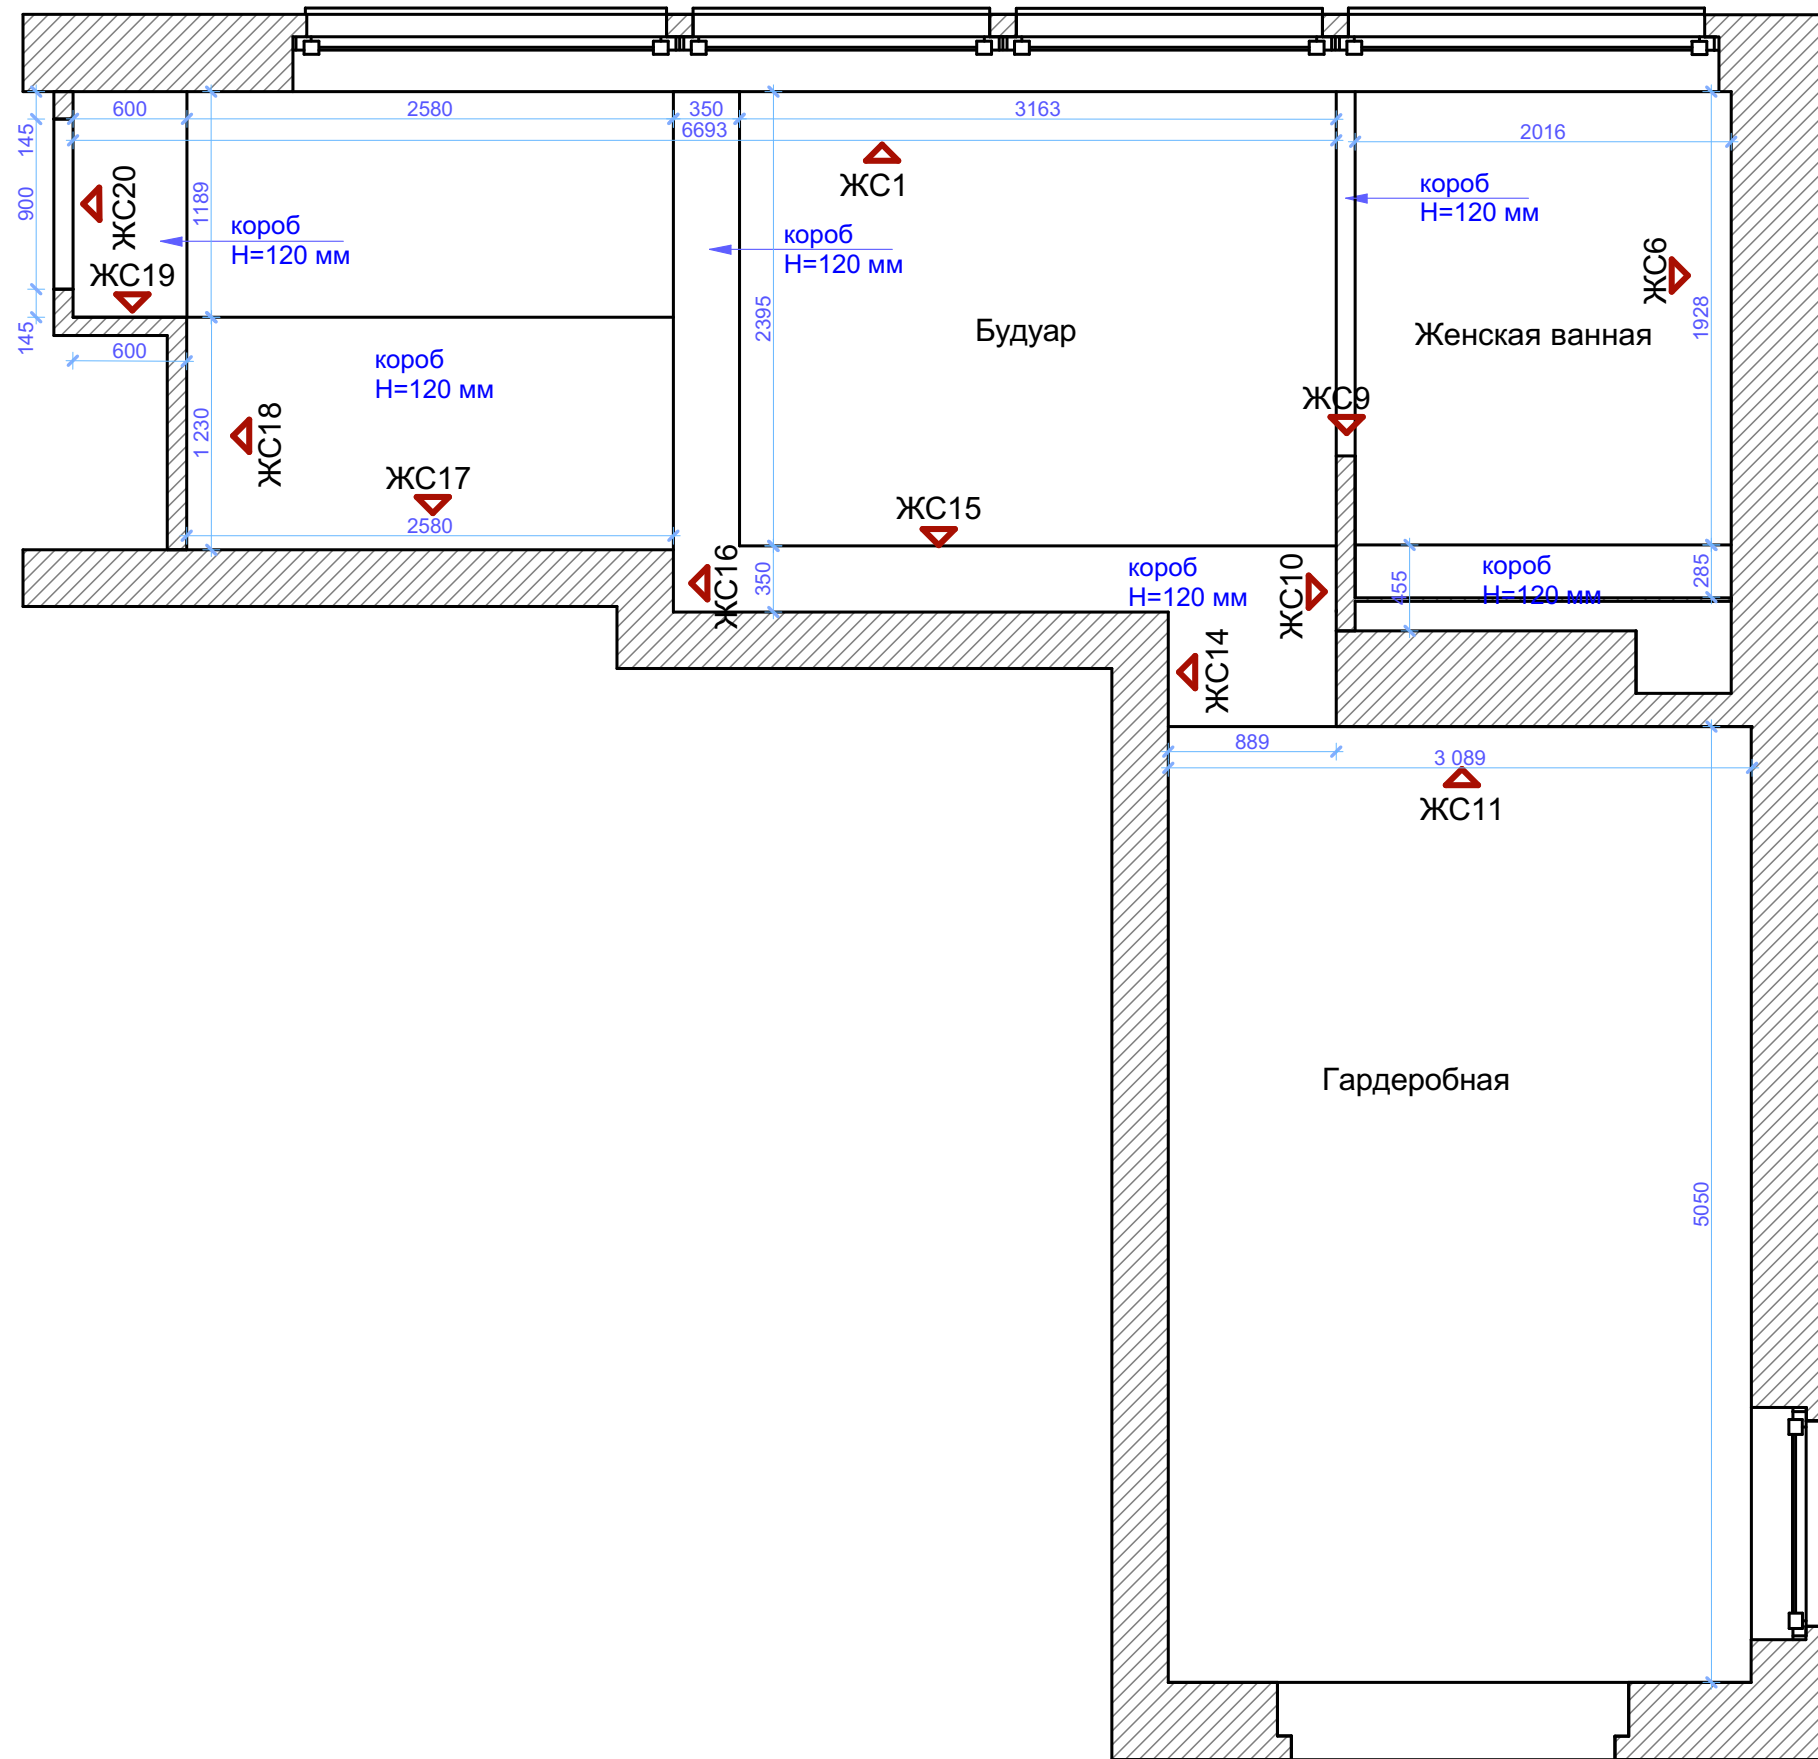 600
2580
350
3163
6693
2016
145
900
145
ЖС20
1189
короб
H=120 мм
ЖС19
600
ЖС1
короб
H=120 мм
2395
Будуар
короб
H=120 мм
ЖС6
1928
Женская ванная
ЖС9
короб
H=120 мм
1 230
ЖС18
ЖС17
2580
ЖС15
ЖС16
350
короб
H=120 мм
ЖС10
ЖС14
455
короб
H=120 мм
285
889
3 089
ЖС11
Гардеробная
5050